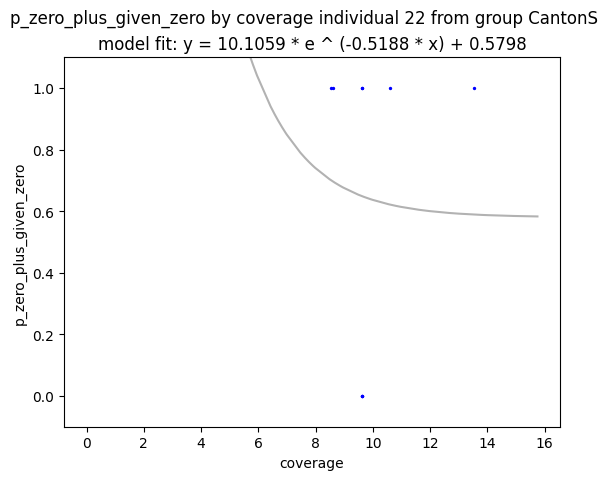 p_zero_plus_given_zero by coverage individual 22 from group CantonS
model fit: y = 10.1059 * e ^ (-0.5188 * x) + 0.5798
1.0
0.8
0.6
0.4
0.2
0.0
p_zero_plus_given_zero
0 2 4 6 8 10 12 14 16
coverage